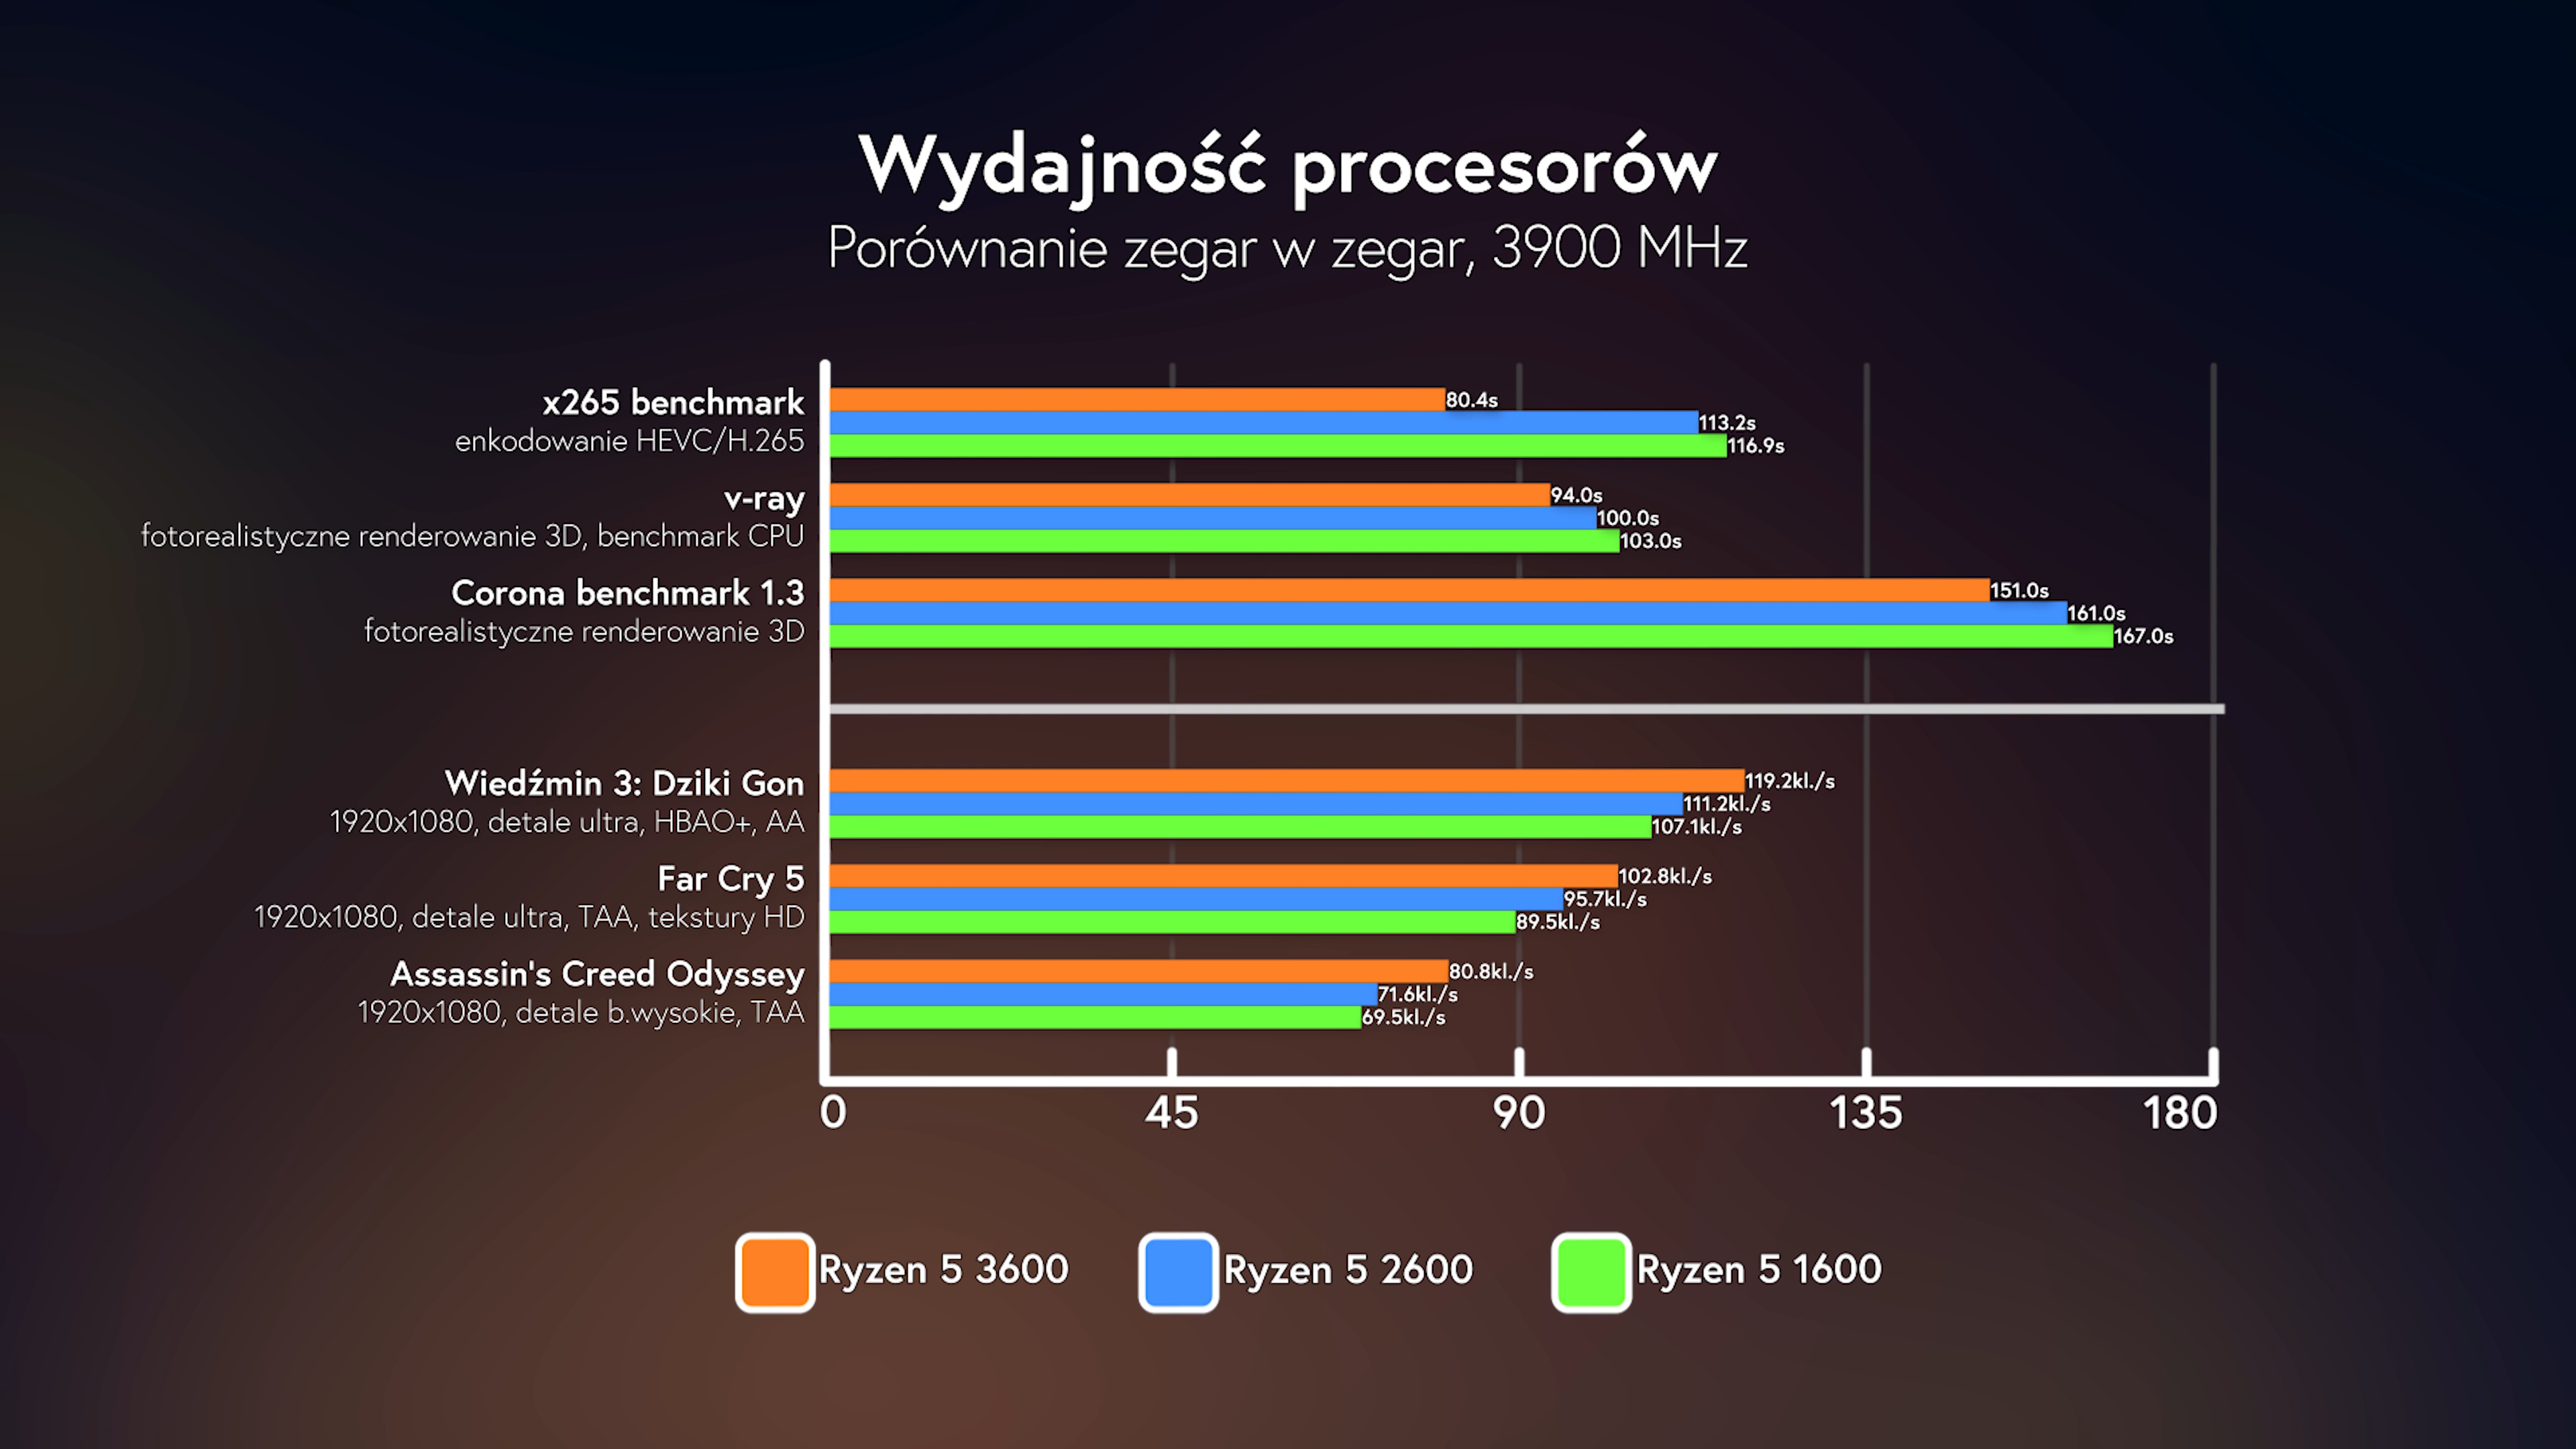 Wydajność procesorów
Porównanie zegar w zegar, 3900 MHz
x265 benchmark
enkodowanie HEVC/H.265
80.4s
113.2s
116.9s
v-ray
fotorealistyczne renderowanie 3D, benchmark CPU
94.0s
100.0s
103.0s
Corona benchmark 1.3
fotorealistyczne renderowanie 3D
151.0s
161.0s
167.0s
Wiedźmin 3: Dziki Gon
1920x1080, detale ultra, HBAO+, AA
119.2kl./s
111.2kl./s
107.1kl./s
Far Cry 5
1920x1080, detale ultra, TAA, tekstury HD
102.8kl./s
95.7kl./s
89.5kl./s
Assassin's Creed Odyssey
1920x1080, detale b.wysokie, TAA
80.8kl./s
71.6kl./s
69.5kl./s
0 45 90 135 180
Ryzen 5 3600 Ryzen 5 2600 Ryzen 5 1600